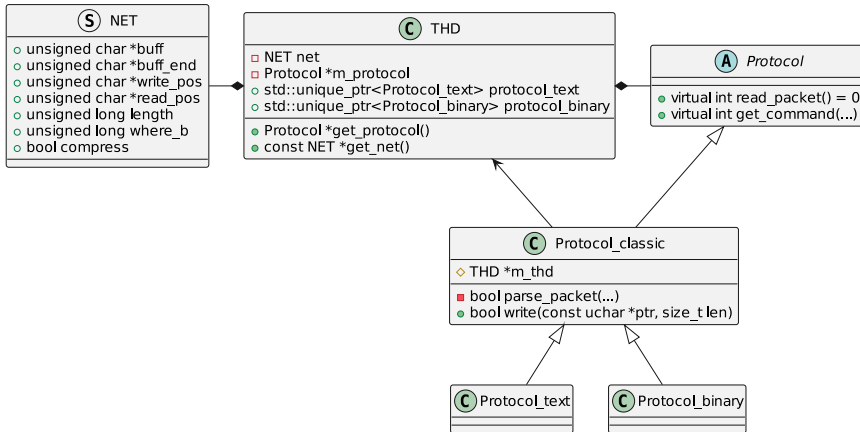 S NET
unsigned char *buff
unsigned char *buff_end
unsigned char *write_pos
unsigned char *read_pos
unsigned long length
unsigned long where_b
bool compress
C THD
NET net
Protocol *m_protocol
std::unique_ptr<Protocol_text> protocol_text
std::unique_ptr<Protocol_binary> protocol_binary
Protocol *get_protocol()
const NET *get_net()
A Protocol
virtual int read_packet() = 0
virtual int get_command(...)
C Protocol_classic
THD *m_thd
bool parse_packet(...)
bool write(const uchar *ptr, size_t len)
C Protocol_text
C Protocol_binary